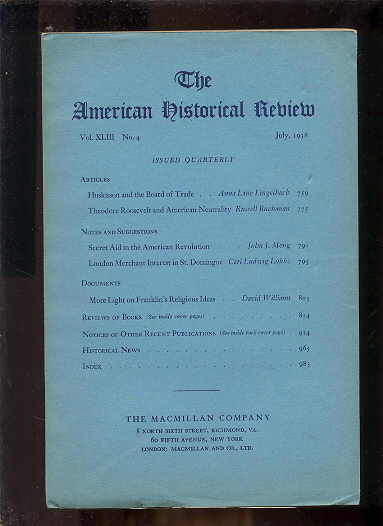 The
American Historical Review
Vol. XLIII No. 4 July, 1938
ISSUED QUARTERLY
ARTICLES
Huskisson and the Board of Trade . . Anna Lane Lingelbach 759
Theodore Roosevelt and American Neutrality Russell Buchanan 775
NOTES AND SUGGESTIONS
Secret Aid in the American Revolution . John J. Meng 791
London Merchant Interest in St. Domingue Carl Ludwig Lokke 795
DOCUMENTS
More Light on Franklin's Religious Ideas . . . David Williams 803
REVIEWS OF BOOKS (See inside cover pages) . . . . . . . . 814
NOTICES OF OTHER RECENT PUBLICATIONS (See inside back cover page) . 914
HISTORICAL NEWS . . . . . . . . . . . 965
INDEX . . . . . . . . . . . . . 983
THE MACMILLAN COMPANY
8 NORTH SIXTH STREET, RICHMOND, VA.
60 FIFTH AVENUE, NEW YORK
LONDON: MACMILLAN AND CO., LTD.